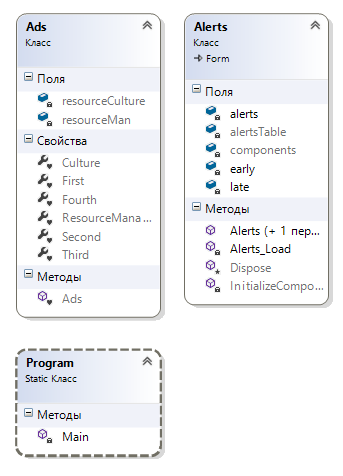 Ads
Класс
Поля
resourceCulture
resourceMan
Свойства
Culture
First
Fourth
ResourceMana...
Second
Third
Методы
Ads
Alerts
Класс
Form
Поля
alerts
alertsTable
components
early
late
Методы
Alerts (+ 1 пер...
Alerts_Load
Dispose
InitializeCompo...
Program
Static Класс
Методы
Main